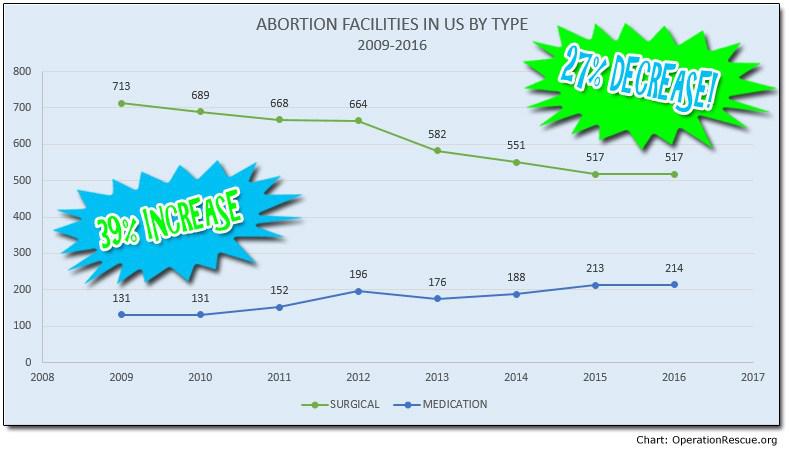 ABORTION FACILITIES IN US BY TYPE
2009-2016
27% DECREASE!
39% INCREASE
800
700
600
500
400
300
200
100
0
713 689 668 664 582 551 517 517
131 131 152 196 176 188 213 214
2008 2009 2010 2011 2012 2013 2014 2015 2016 2017
SURGICAL MEDICATION
Chart: OperationRescue.org